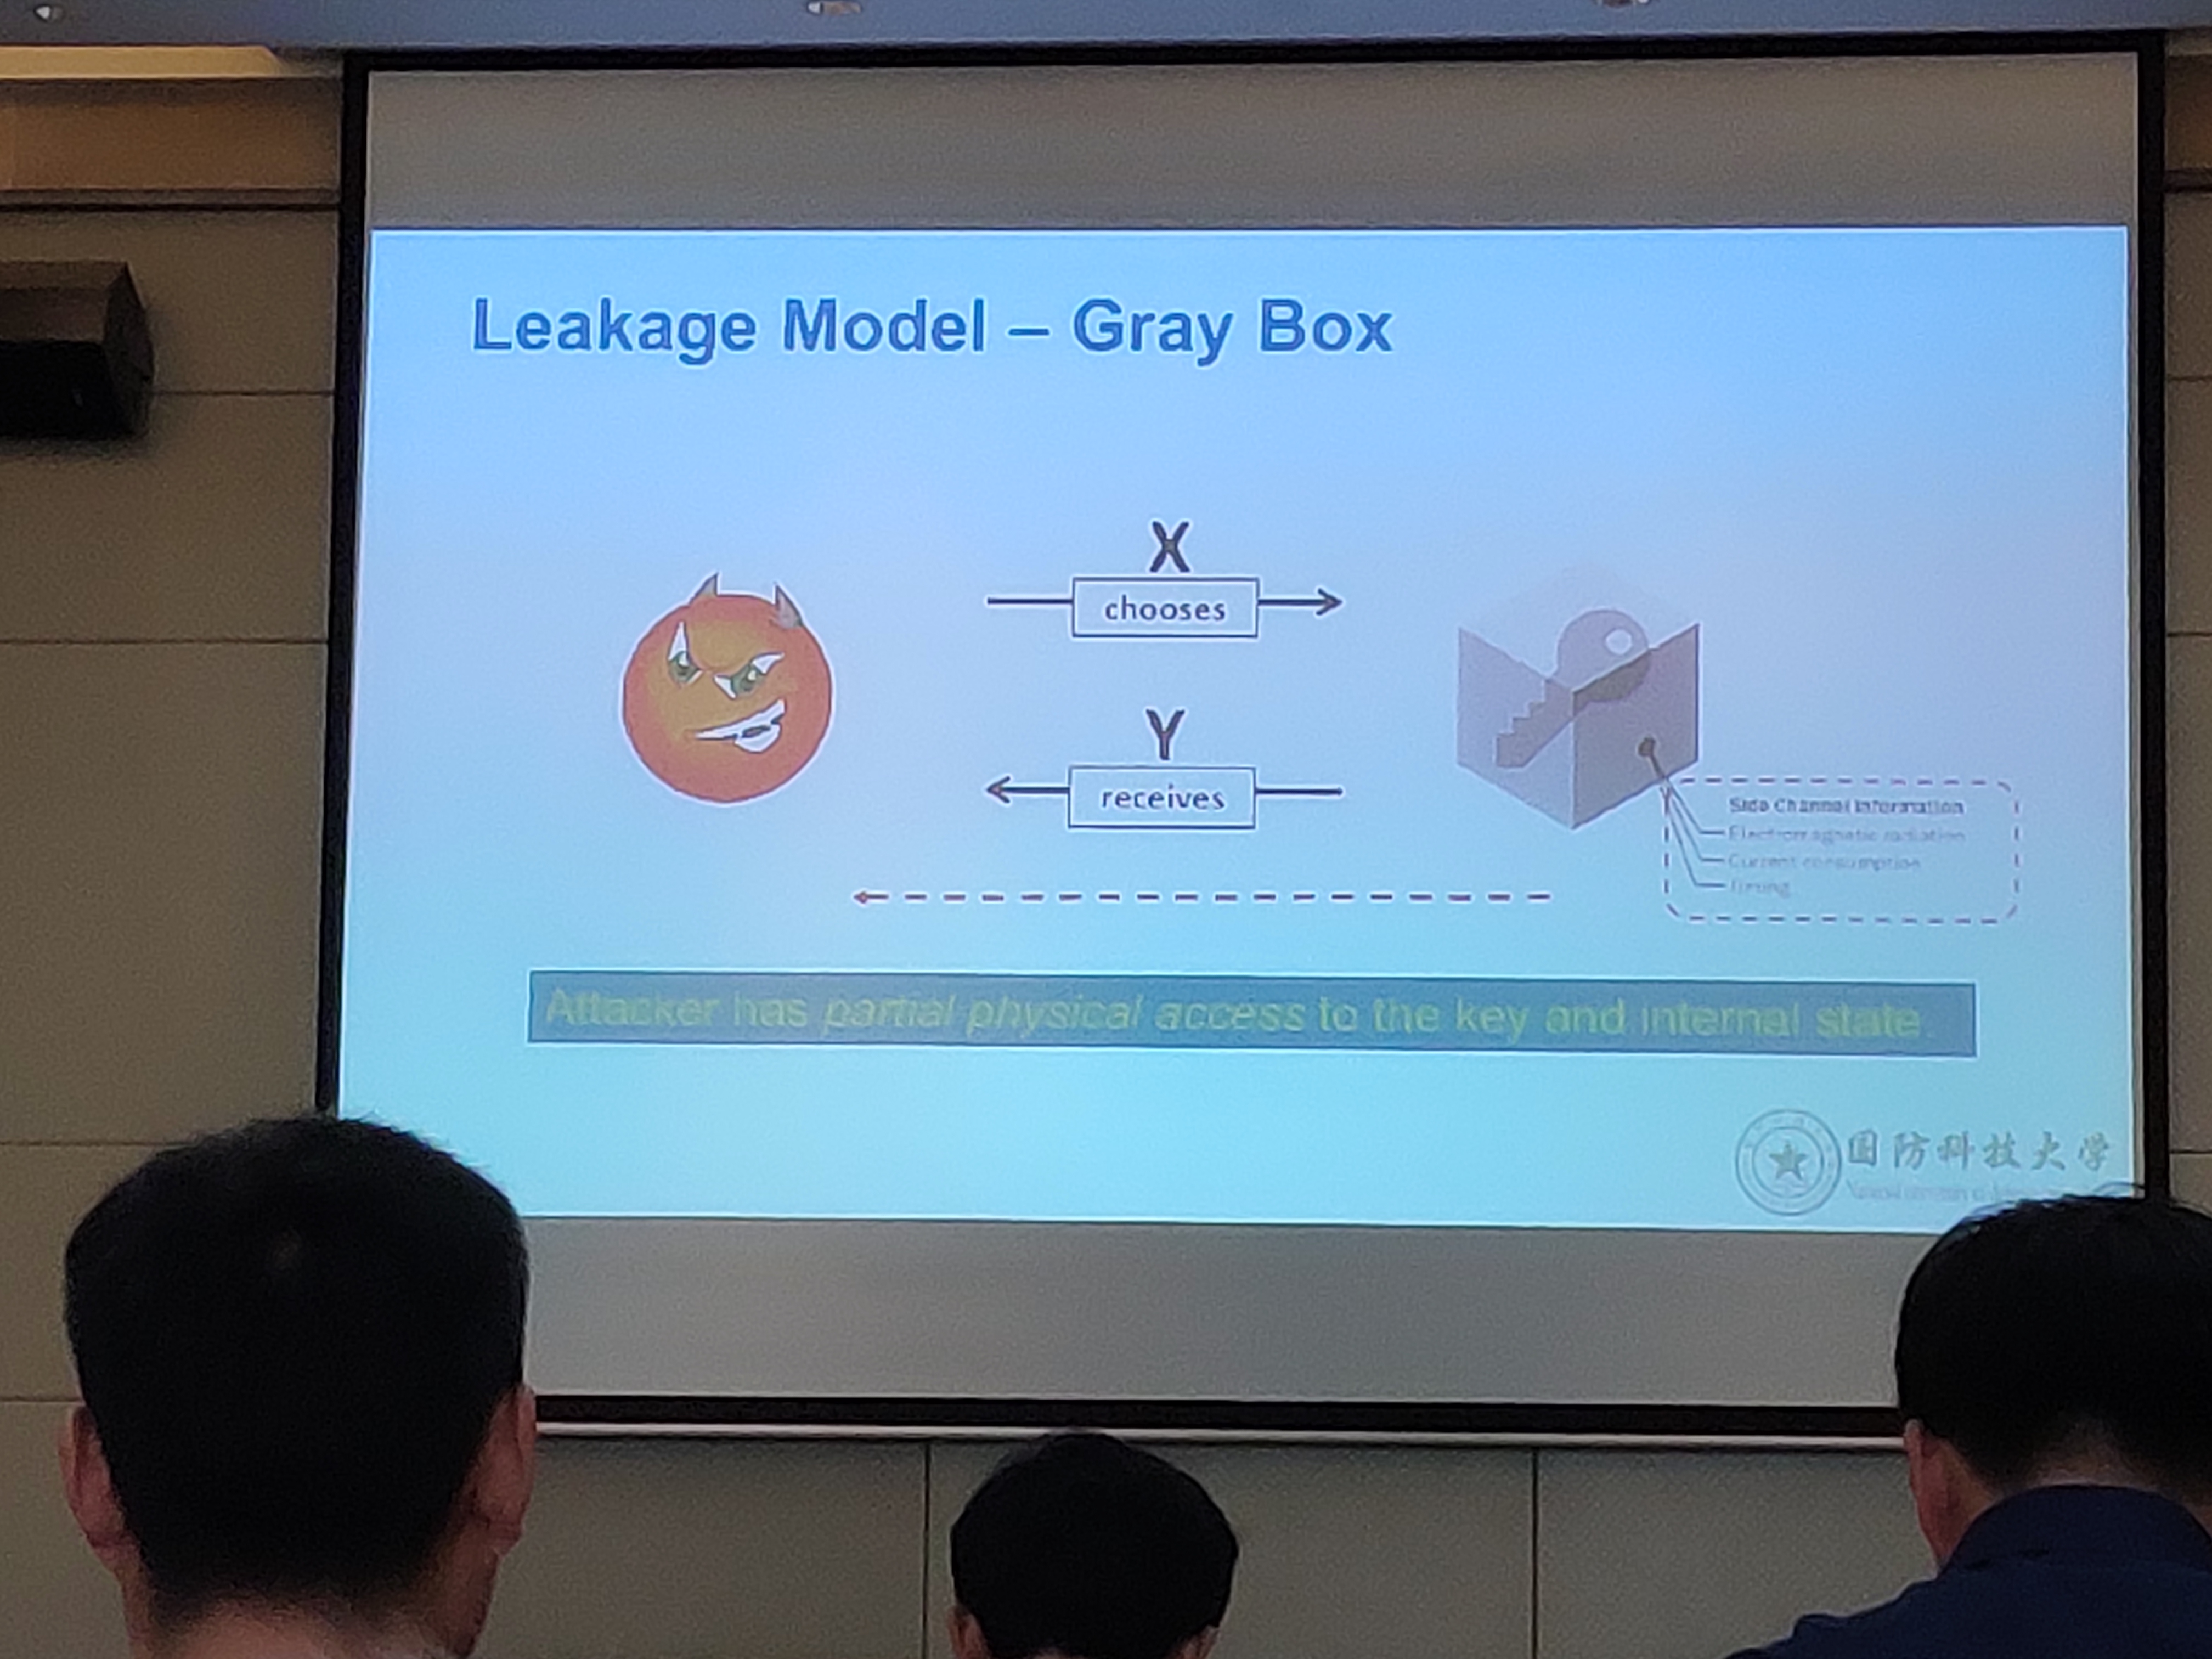 Leakage Model – Gray Box
X
chooses
Y
receives
Side Channel Information
Electromagnetic radiation
Current consumption
Timing
Attacker has partial physical access to the key and internal state
国防科技大学
National University of